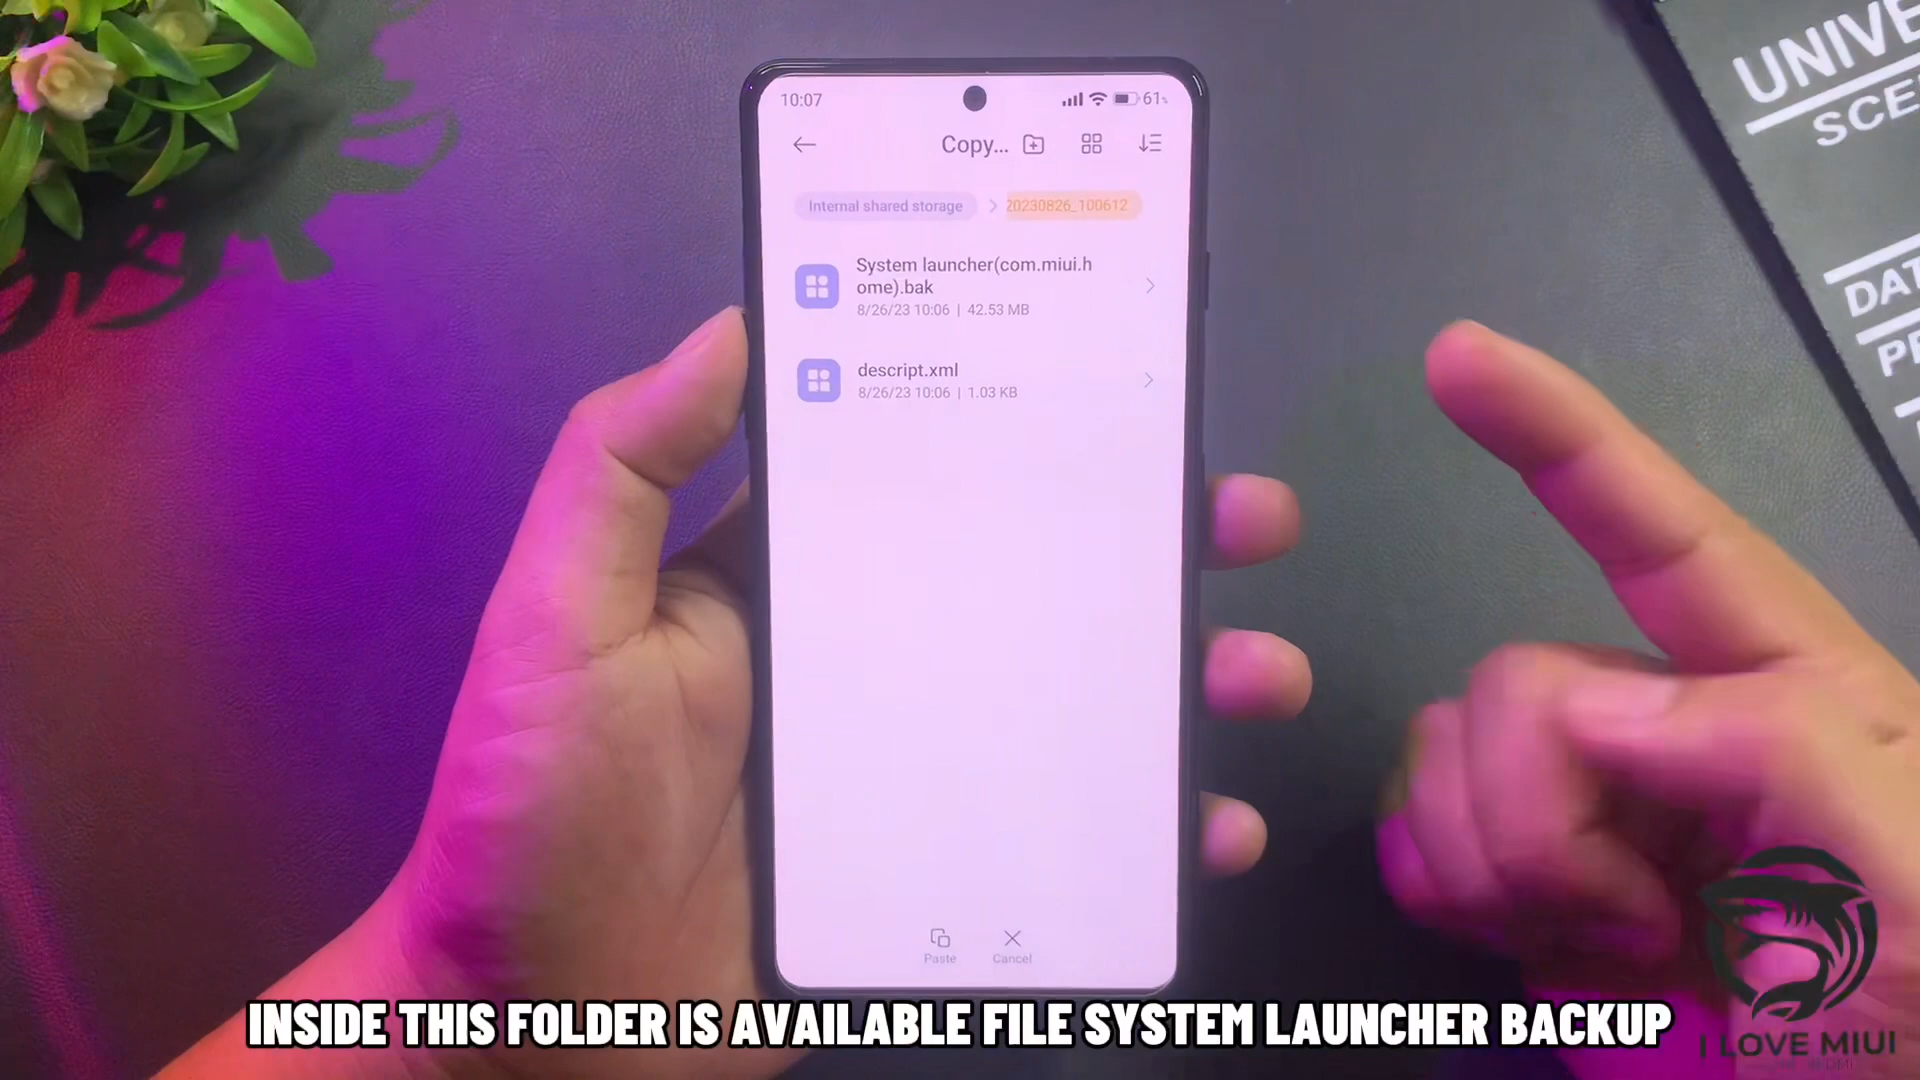 10:07
61%
Copy...
Internal shared storage
20230826_100612
System launcher(com.miui.h
ome).bak
8/26/23 10:06 | 42.53 MB
descript.xml
8/26/23 10:06 | 1.03 KB
Paste
Cancel
UNIVE
SCE
DAT
INSIDE THIS FOLDER IS AVAILABLE FILE SYSTEM LAUNCHER BACKUP
I LOVE MIUI